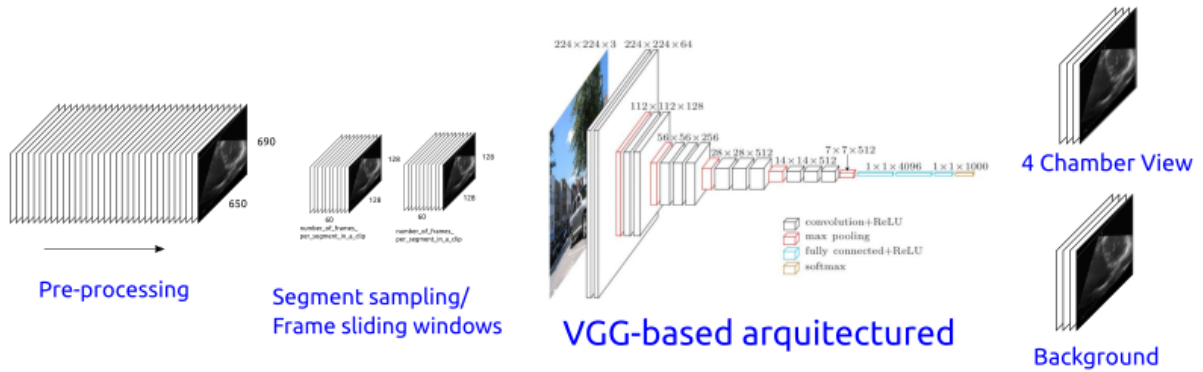 690
650
Pre-processing
128
128
60
number_of_frames_
per_segment_in_a_clip
128
128
60
number_of_frames_
per_segment_in_a_clip
Segment sampling/
Frame sliding windows
224×224×3
224×224×64
112×112×128
56×56×256
28×28×512
14×14×512
7×7×512
1×1×4096
1×1×1000
convolution+ReLU
max pooling
fully connected+ReLU
softmax
VGG-based arquitectured
4 Chamber View
Background